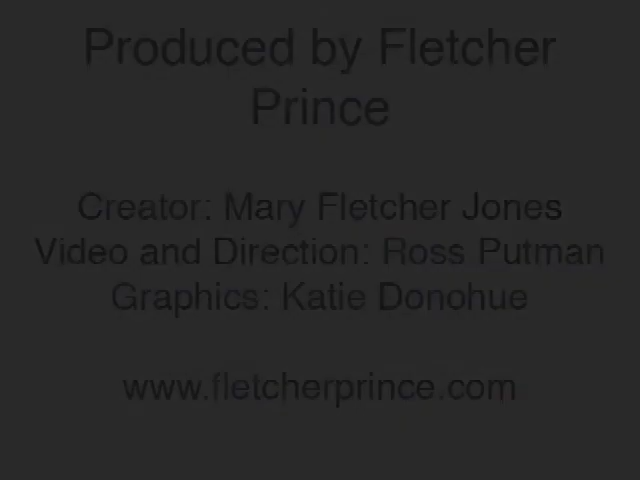 Produced by Fletcher
Prince
Creator: Mary Fletcher Jones
Video and Direction: Ross Putman
Graphics: Katie Donohue
www.fletcherprince.com